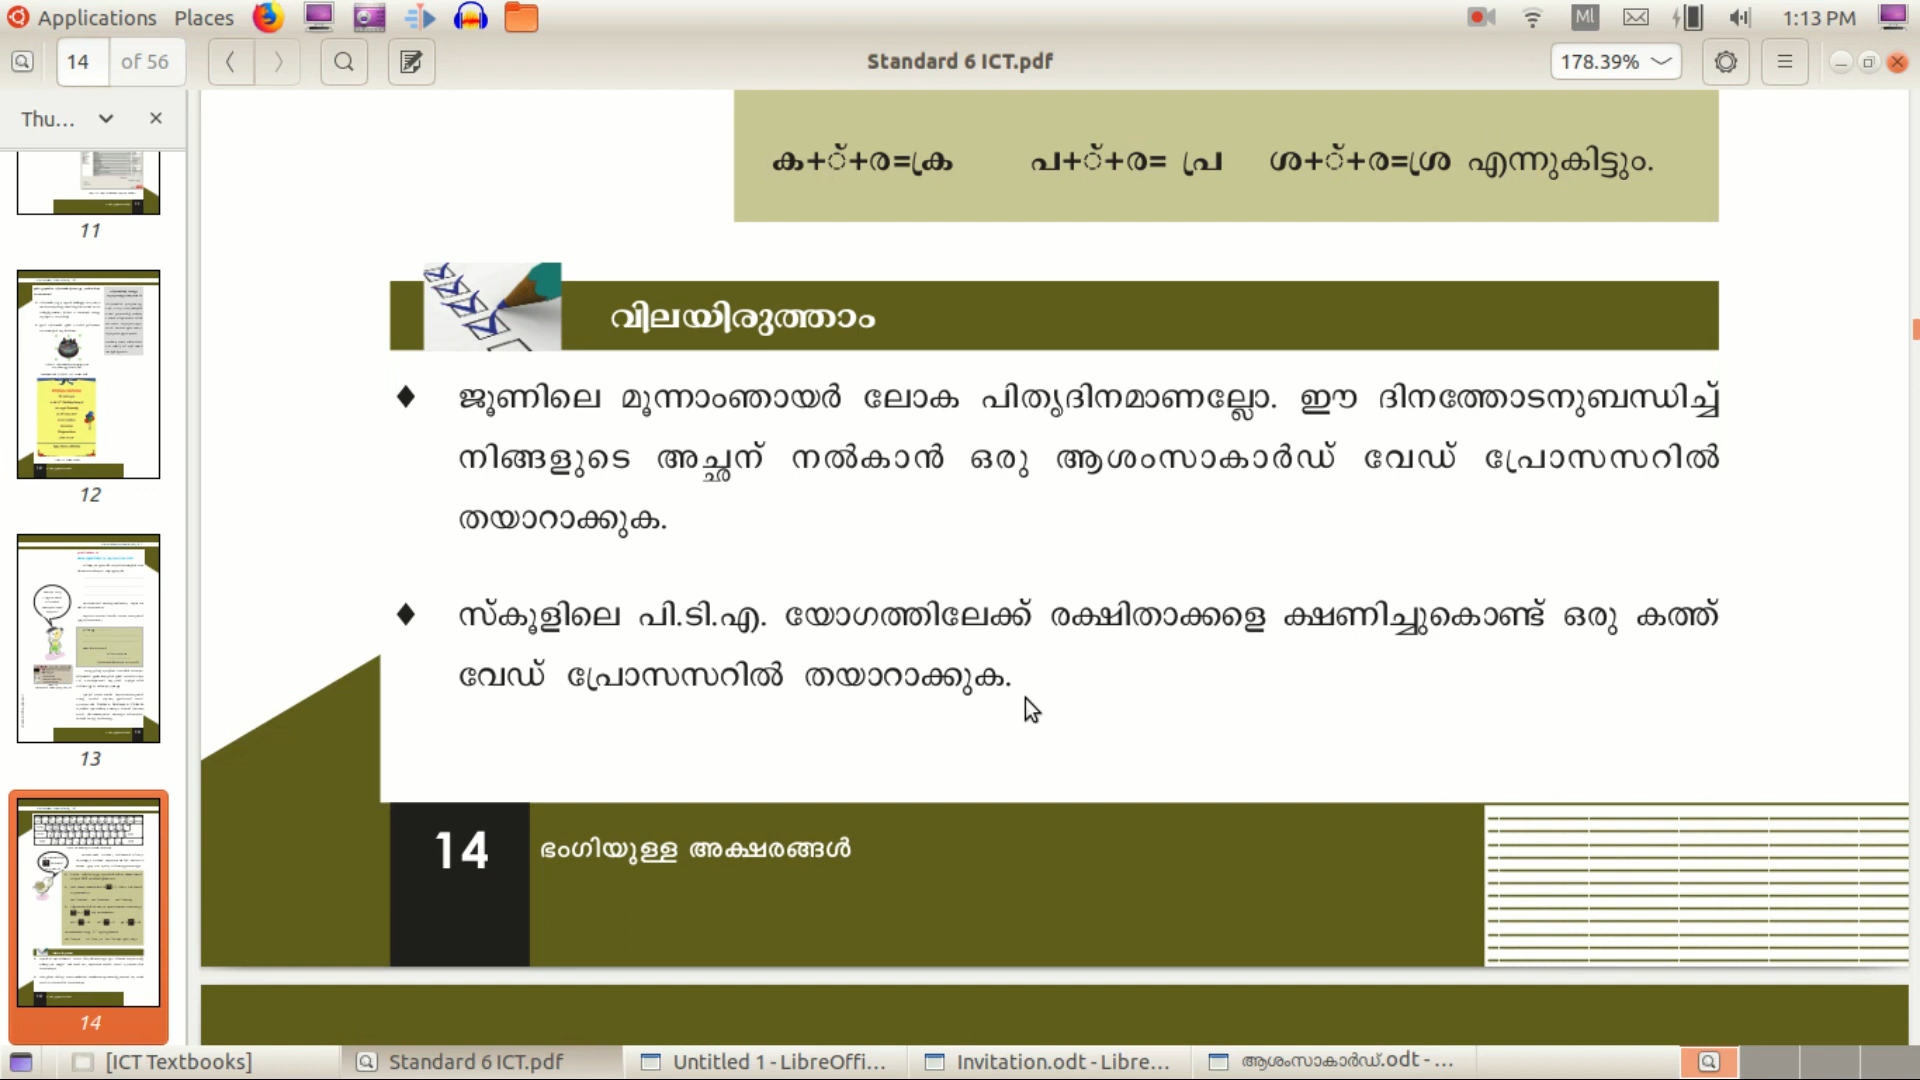 Applications Places Ml 1:13 PM
14 of 56 Standard 6 ICT.pdf 178.39%
Thu...
ക+്+ര=ക്ര പ+്+ര= പ്ര ശ+്+ര=ശ്ര എന്നുകിട്ടും.
11
വിലയിരുത്താം
♦ ജൂണിലെ മൂന്നാംഞായർ ലോക പിതൃദിനമാണല്ലോ. ഈ ദിനത്തോടനുബന്ധിച്ച്
നിങ്ങളുടെ അച്ഛന് നൽകാൻ ഒരു ആശംസാകാർഡ് വേഡ് പ്രോസസറിൽ
തയാറാക്കുക.
12
♦ സ്കൂളിലെ പി.ടി.എ. യോഗത്തിലേക്ക് രക്ഷിതാക്കളെ ക്ഷണിച്ചുകൊണ്ട് ഒരു കത്ത്
വേഡ് പ്രോസസറിൽ തയാറാക്കുക.
13
14 ഭംഗിയുള്ള അക്ഷരങ്ങൾ
14
[ICT Textbooks] Standard 6 ICT.pdf Untitled 1 - LibreOffi... Invitation.odt - Libre... ആശംസാകാർഡ്.odt - ...